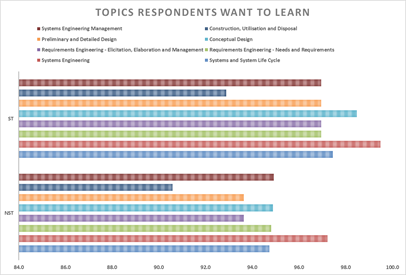 TOPICS RESPONDENTS WANT TO LEARN
Systems Engineering Management Construction, Utilisation and Disposal
Preliminary and Detailed Design Conceptual Design
Requirements Engineering - Elicitation, Elaboration and Management Requirements Engineering - Needs and Requirements
Systems Engineering Systems and System Life Cycle
ST
NST
84.0 86.0 88.0 90.0 92.0 94.0 96.0 98.0 100.0